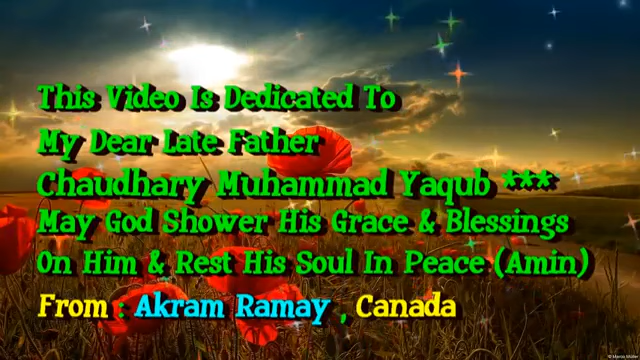 This Video Is Dedicated To
My Dear Late Father
Chaudhary Muhammad Yaqub ***
May God Shower His Grace & Blessings
On Him & Rest His Soul In Peace (Amin)
From : Akram Ramay , Canada